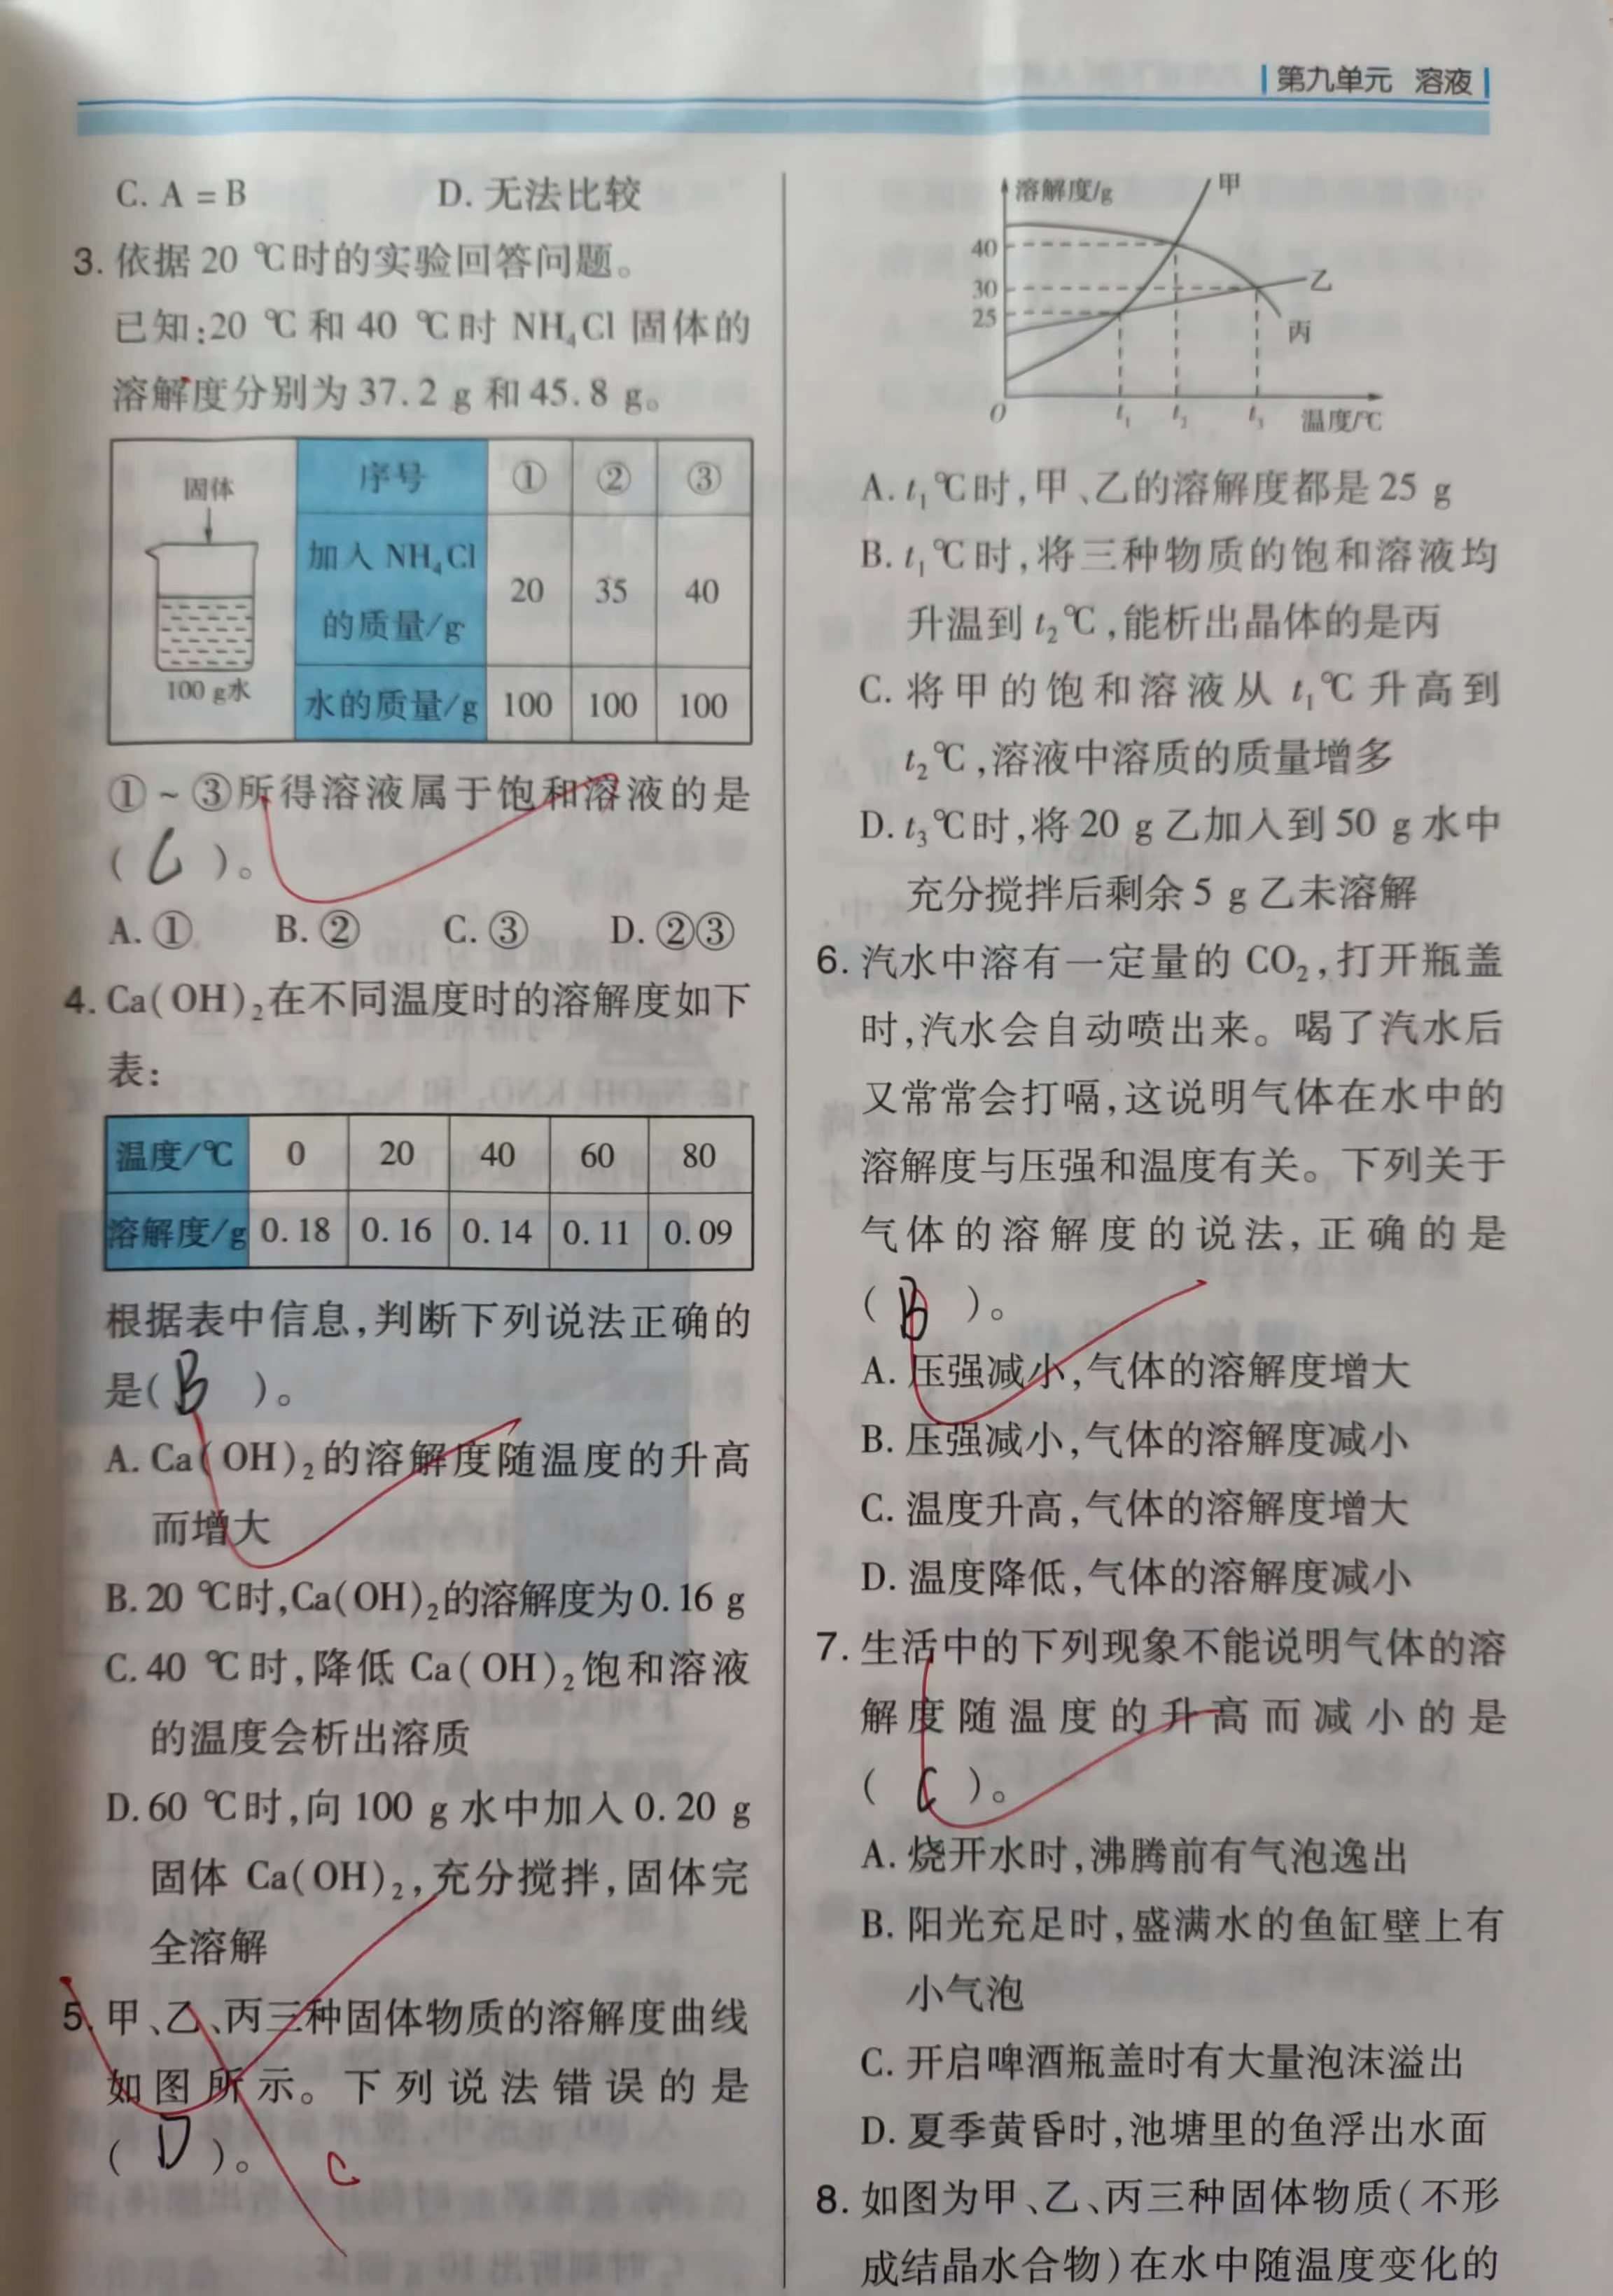 第九单元 溶液
C. A = B D. 无法比较
3. 依据 20 ℃时的实验回答问题。
已知:20 ℃ 和 40 ℃ 时 NH₄Cl 固体的
溶解度分别为 37.2 g 和 45.8 g。
固体
100 g水
序号 ① ② ③
加入 NH₄Cl
的质量/g 20 35 40
水的质量/g 100 100 100
①~③所得溶液属于饱和溶液的是
( C )。
A. ① B. ② C. ③ D. ②③
4. Ca(OH)₂在不同温度时的溶解度如下
表:
温度/℃ 0 20 40 60 80
溶解度/g 0.18 0.16 0.14 0.11 0.09
根据表中信息,判断下列说法正确的
是( B )。
A. Ca(OH)₂的溶解度随温度的升高
而增大
B. 20 ℃时,Ca(OH)₂的溶解度为0.16 g
C. 40 ℃时,降低 Ca(OH)₂饱和溶液
的温度会析出溶质
D. 60 ℃时,向 100 g 水中加入 0.20 g
固体 Ca(OH)₂,充分搅拌,固体完
全溶解
5. 甲、乙、丙三种固体物质的溶解度曲线
如图所示。下列说法错误的是
( D )。 C
溶解度/g
甲
40
30
乙
25
丙
O t₁ t₂ t₃ 温度/℃
A. t₁℃时,甲、乙的溶解度都是 25 g
B. t₁℃时,将三种物质的饱和溶液均
升温到 t₂℃,能析出晶体的是丙
C. 将甲的饱和溶液从 t₁℃升高到
t₂℃,溶液中溶质的质量增多
D. t₃℃时,将 20 g 乙加入到 50 g 水中
充分搅拌后剩余 5 g 乙未溶解
6. 汽水中溶有一定量的 CO₂,打开瓶盖
时,汽水会自动喷出来。喝了汽水后
又常常会打嗝,这说明气体在水中的
溶解度与压强和温度有关。下列关于
气体的溶解度的说法,正确的是
( B )。
A. 压强减小,气体的溶解度增大
B. 压强减小,气体的溶解度减小
C. 温度升高,气体的溶解度增大
D. 温度降低,气体的溶解度减小
7. 生活中的下列现象不能说明气体的溶
解度随温度的升高而减小的是
( C )。
A. 烧开水时,沸腾前有气泡逸出
B. 阳光充足时,盛满水的鱼缸壁上有
小气泡
C. 开启啤酒瓶盖时有大量泡沫溢出
D. 夏季黄昏时,池塘里的鱼浮出水面
8. 如图为甲、乙、丙三种固体物质(不形
成结晶水合物)在水中随温度变化的